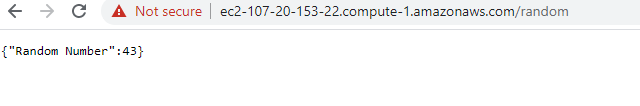 Not secure | ec2-107-20-153-22.compute-1.amazonaws.com/random
{"Random Number":43}